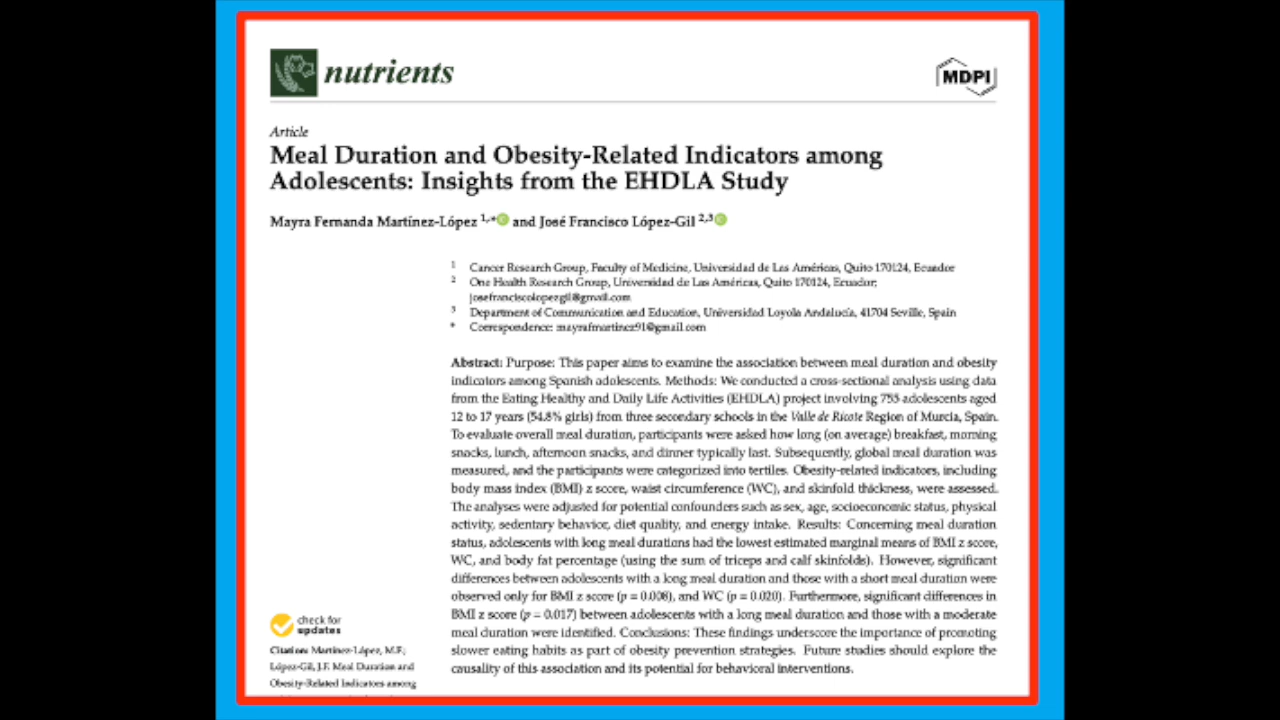 nutrients
MDPI
Article
Meal Duration and Obesity-Related Indicators among
Adolescents: Insights from the EHDLA Study
Mayra Fernanda Martínez-López 1,* and José Francisco López-Gil 2,3
1 Cancer Research Group, Faculty of Medicine, Universidad de Las Américas, Quito 170124, Ecuador
2 One Health Research Group, Universidad de Las Américas, Quito 170124, Ecuador;
josefranciscolopezgil@gmail.com
3 Department of Communication and Education, Universidad Loyola Andalucía, 41704 Seville, Spain
* Correspondence: mayrafmartinez91@gmail.com
Abstract: Purpose: This paper aims to examine the association between meal duration and obesity
indicators among Spanish adolescents. Methods: We conducted a cross-sectional analysis using data
from the Eating Healthy and Daily Life Activities (EHDLA) project involving 755 adolescents aged
12 to 17 years (54.8% girls) from three secondary schools in the Valle de Ricote Region of Murcia, Spain.
To evaluate overall meal duration, participants were asked how long (on average) breakfast, morning
snacks, lunch, afternoon snacks, and dinner typically last. Subsequently, global meal duration was
measured, and the participants were categorized into tertiles. Obesity-related indicators, including
body mass index (BMI) z score, waist circumference (WC), and skinfold thickness, were assessed.
The analyses were adjusted for potential confounders such as sex, age, socioeconomic status, physical
activity, sedentary behavior, diet quality, and energy intake. Results: Concerning meal duration
status, adolescents with long meal durations had the lowest estimated marginal means of BMI z score,
WC, and body fat percentage (using the sum of triceps and calf skinfolds). However, significant
differences between adolescents with a long meal duration and those with a short meal duration were
observed only for BMI z score (p = 0.008), and WC (p = 0.020). Furthermore, significant differences in
BMI z score (p = 0.017) between adolescents with a long meal duration and those with a moderate
meal duration were identified. Conclusions: These findings underscore the importance of promoting
slower eating habits as part of obesity prevention strategies. Future studies should explore the
causality of this association and its potential for behavioral interventions.
check for
updates
Citation: Martínez-López, M.F.;
López-Gil, J.F. Meal Duration and
Obesity-Related Indicators among